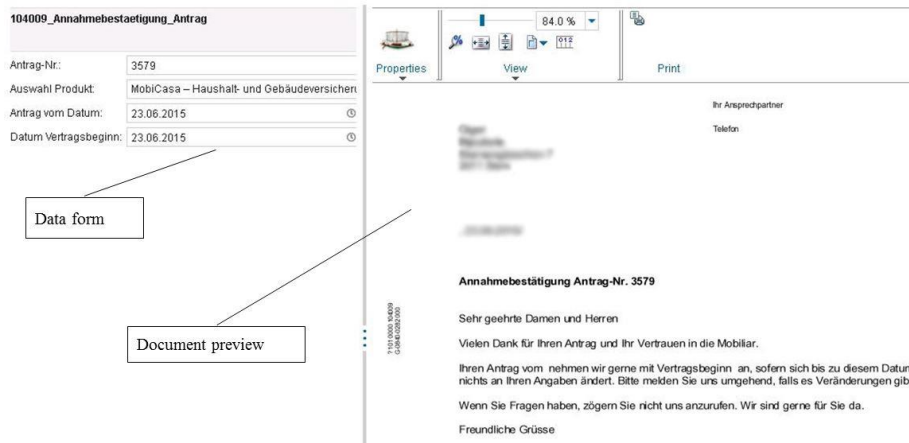 104009_Annahmebestaetigung_Antrag
Antrag-Nr.: 3579
Auswahl Produkt: MobiCasa – Haushalt- und Gebäudeversicheru
Antrag vom Datum: 23.06.2015
Datum Vertragsbeginn: 23.06.2015
Data form
Document preview
84.0 %
Properties
View
Print
Ihr Ansprechpartner
Telefon
Annahmebestätigung Antrag-Nr. 3579
Sehr geehrte Damen und Herren
Vielen Dank für Ihren Antrag und Ihr Vertrauen in die Mobiliar.
Ihren Antrag vom nehmen wir gerne mit Vertragsbeginn an, sofern sich bis zu diesem Datum
nichts an Ihren Angaben ändert. Bitte melden Sie uns umgehend, falls es Veränderungen gib
Wenn Sie Fragen haben, zögern Sie nicht uns anzurufen. Wir sind gerne für Sie da.
Freundliche Grüsse